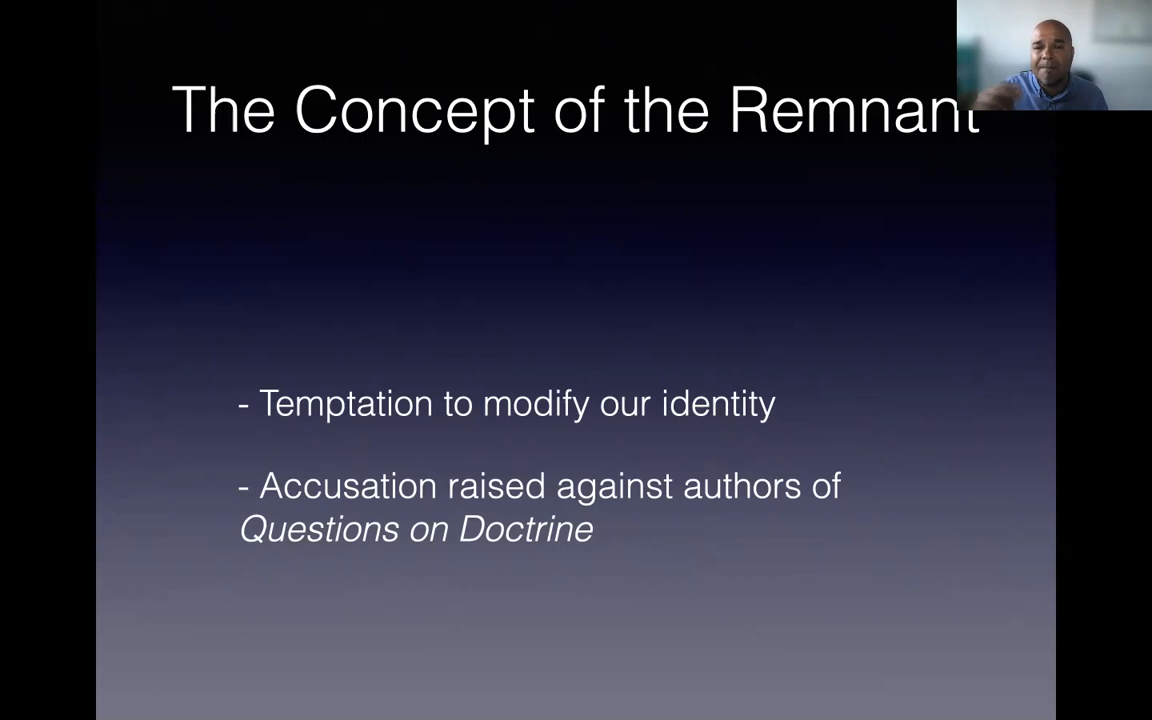 The Concept of the Remnant
- Temptation to modify our identity
- Accusation raised against authors of
Questions on Doctrine